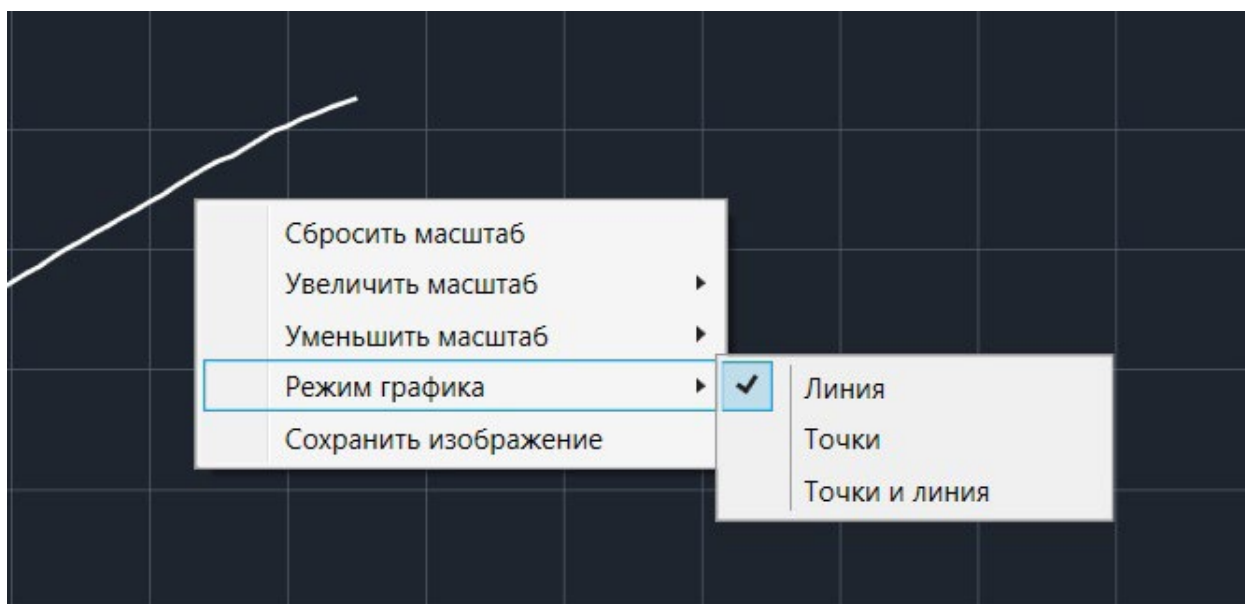 Сбросить масштаб
Увеличить масштаб
Уменьшить масштаб
Режим графика
Сохранить изображение
Линия
Точки
Точки и линия